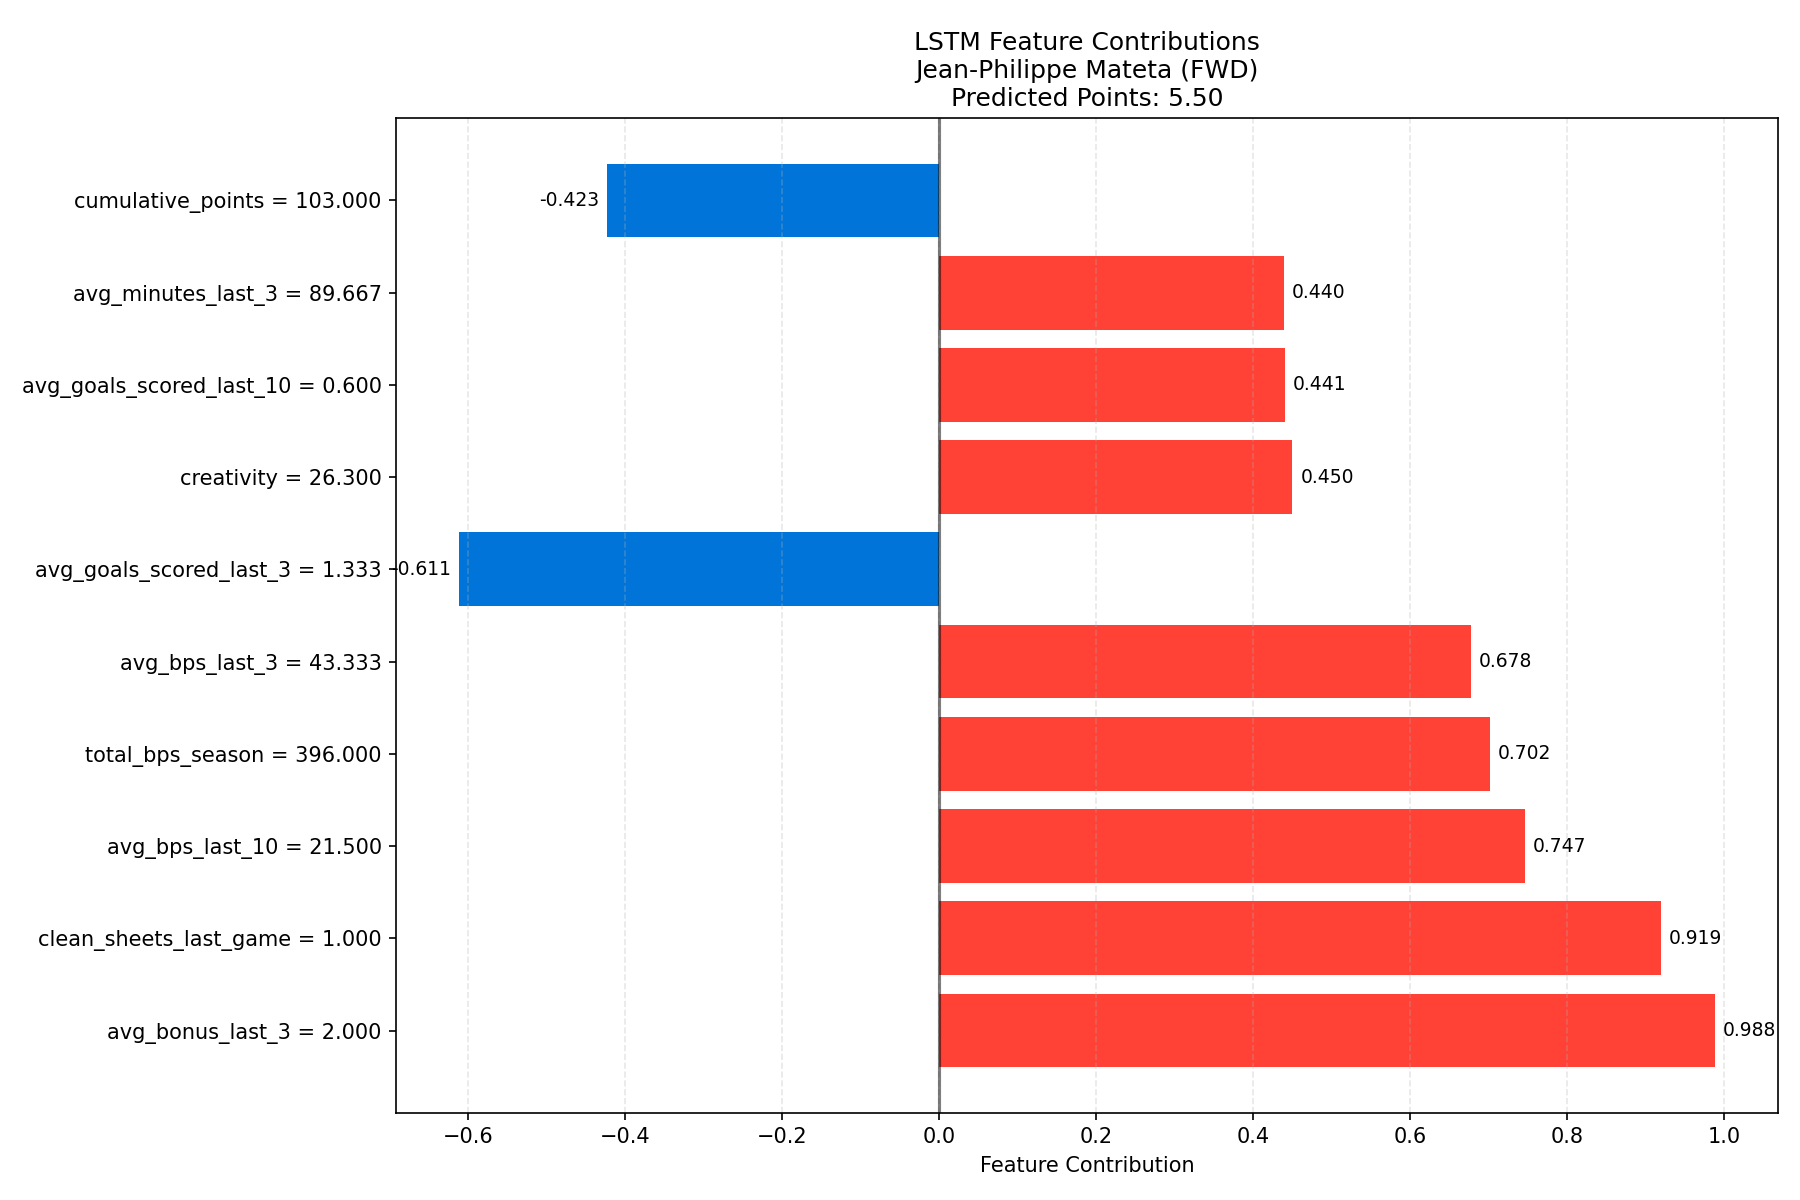 LSTM Feature Contributions
Jean-Philippe Mateta (FWD)
Predicted Points: 5.50
cumulative_points = 103.000
-0.423
avg_minutes_last_3 = 89.667
0.440
avg_goals_scored_last_10 = 0.600
0.441
creativity = 26.300
0.450
avg_goals_scored_last_3 = 1.333
-0.611
avg_bps_last_3 = 43.333
0.678
total_bps_season = 396.000
0.702
avg_bps_last_10 = 21.500
0.747
clean_sheets_last_game = 1.000
0.919
avg_bonus_last_3 = 2.000
0.988
−0.6 −0.4 −0.2 0.0 0.2 0.4 0.6 0.8 1.0
Feature Contribution